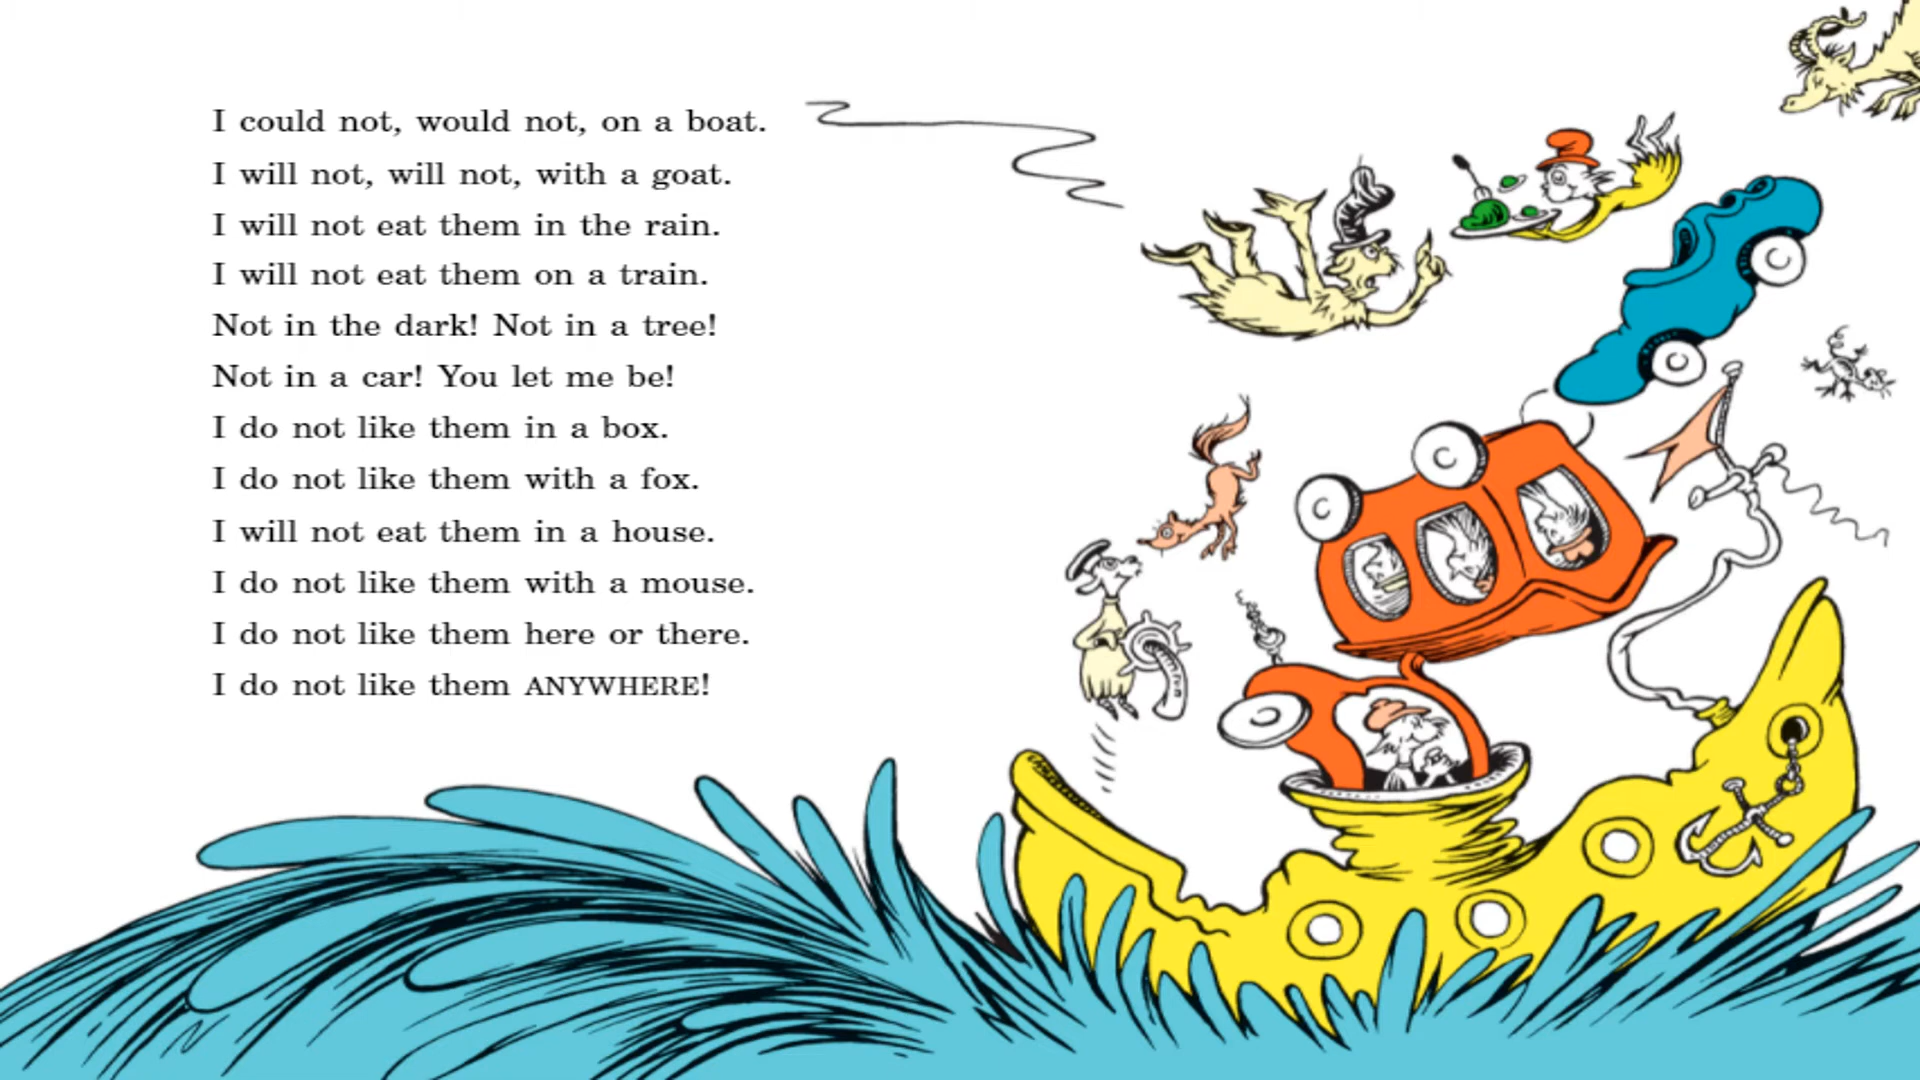 I could not, would not, on a boat.
I will not, will not, with a goat.
I will not eat them in the rain.
I will not eat them on a train.
Not in the dark! Not in a tree!
Not in a car! You let me be!
I do not like them in a box.
I do not like them with a fox.
I will not eat them in a house.
I do not like them with a mouse.
I do not like them here or there.
I do not like them ANYWHERE!